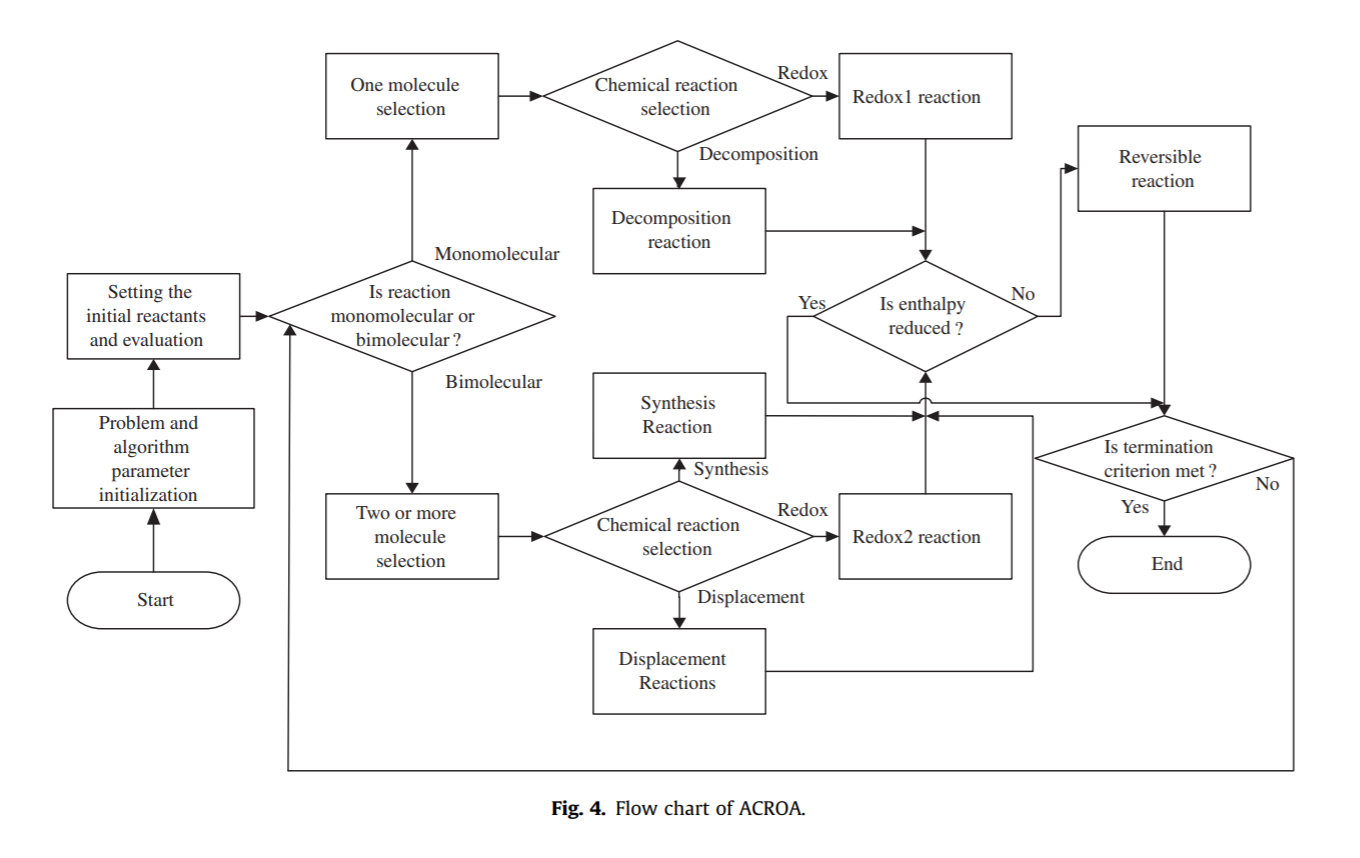 One molecule
selection
Chemical reaction
selection
Redox
Redox1 reaction
Decomposition
Reversible
reaction
Decomposition
reaction
Monomolecular
Setting the
initial reactants
and evaluation
Is reaction
monomolecular or
bimolecular ?
Yes
Is enthalpy
reduced ?
No
Bimolecular
Problem and
algorithm
parameter
initialization
Synthesis
Reaction
Is termination
criterion met ?
No
Yes
Synthesis
Two or more
molecule
selection
Chemical reaction
selection
Redox
Redox2 reaction
End
Start
Displacement
Displacement
Reactions
Fig. 4. Flow chart of ACROA.